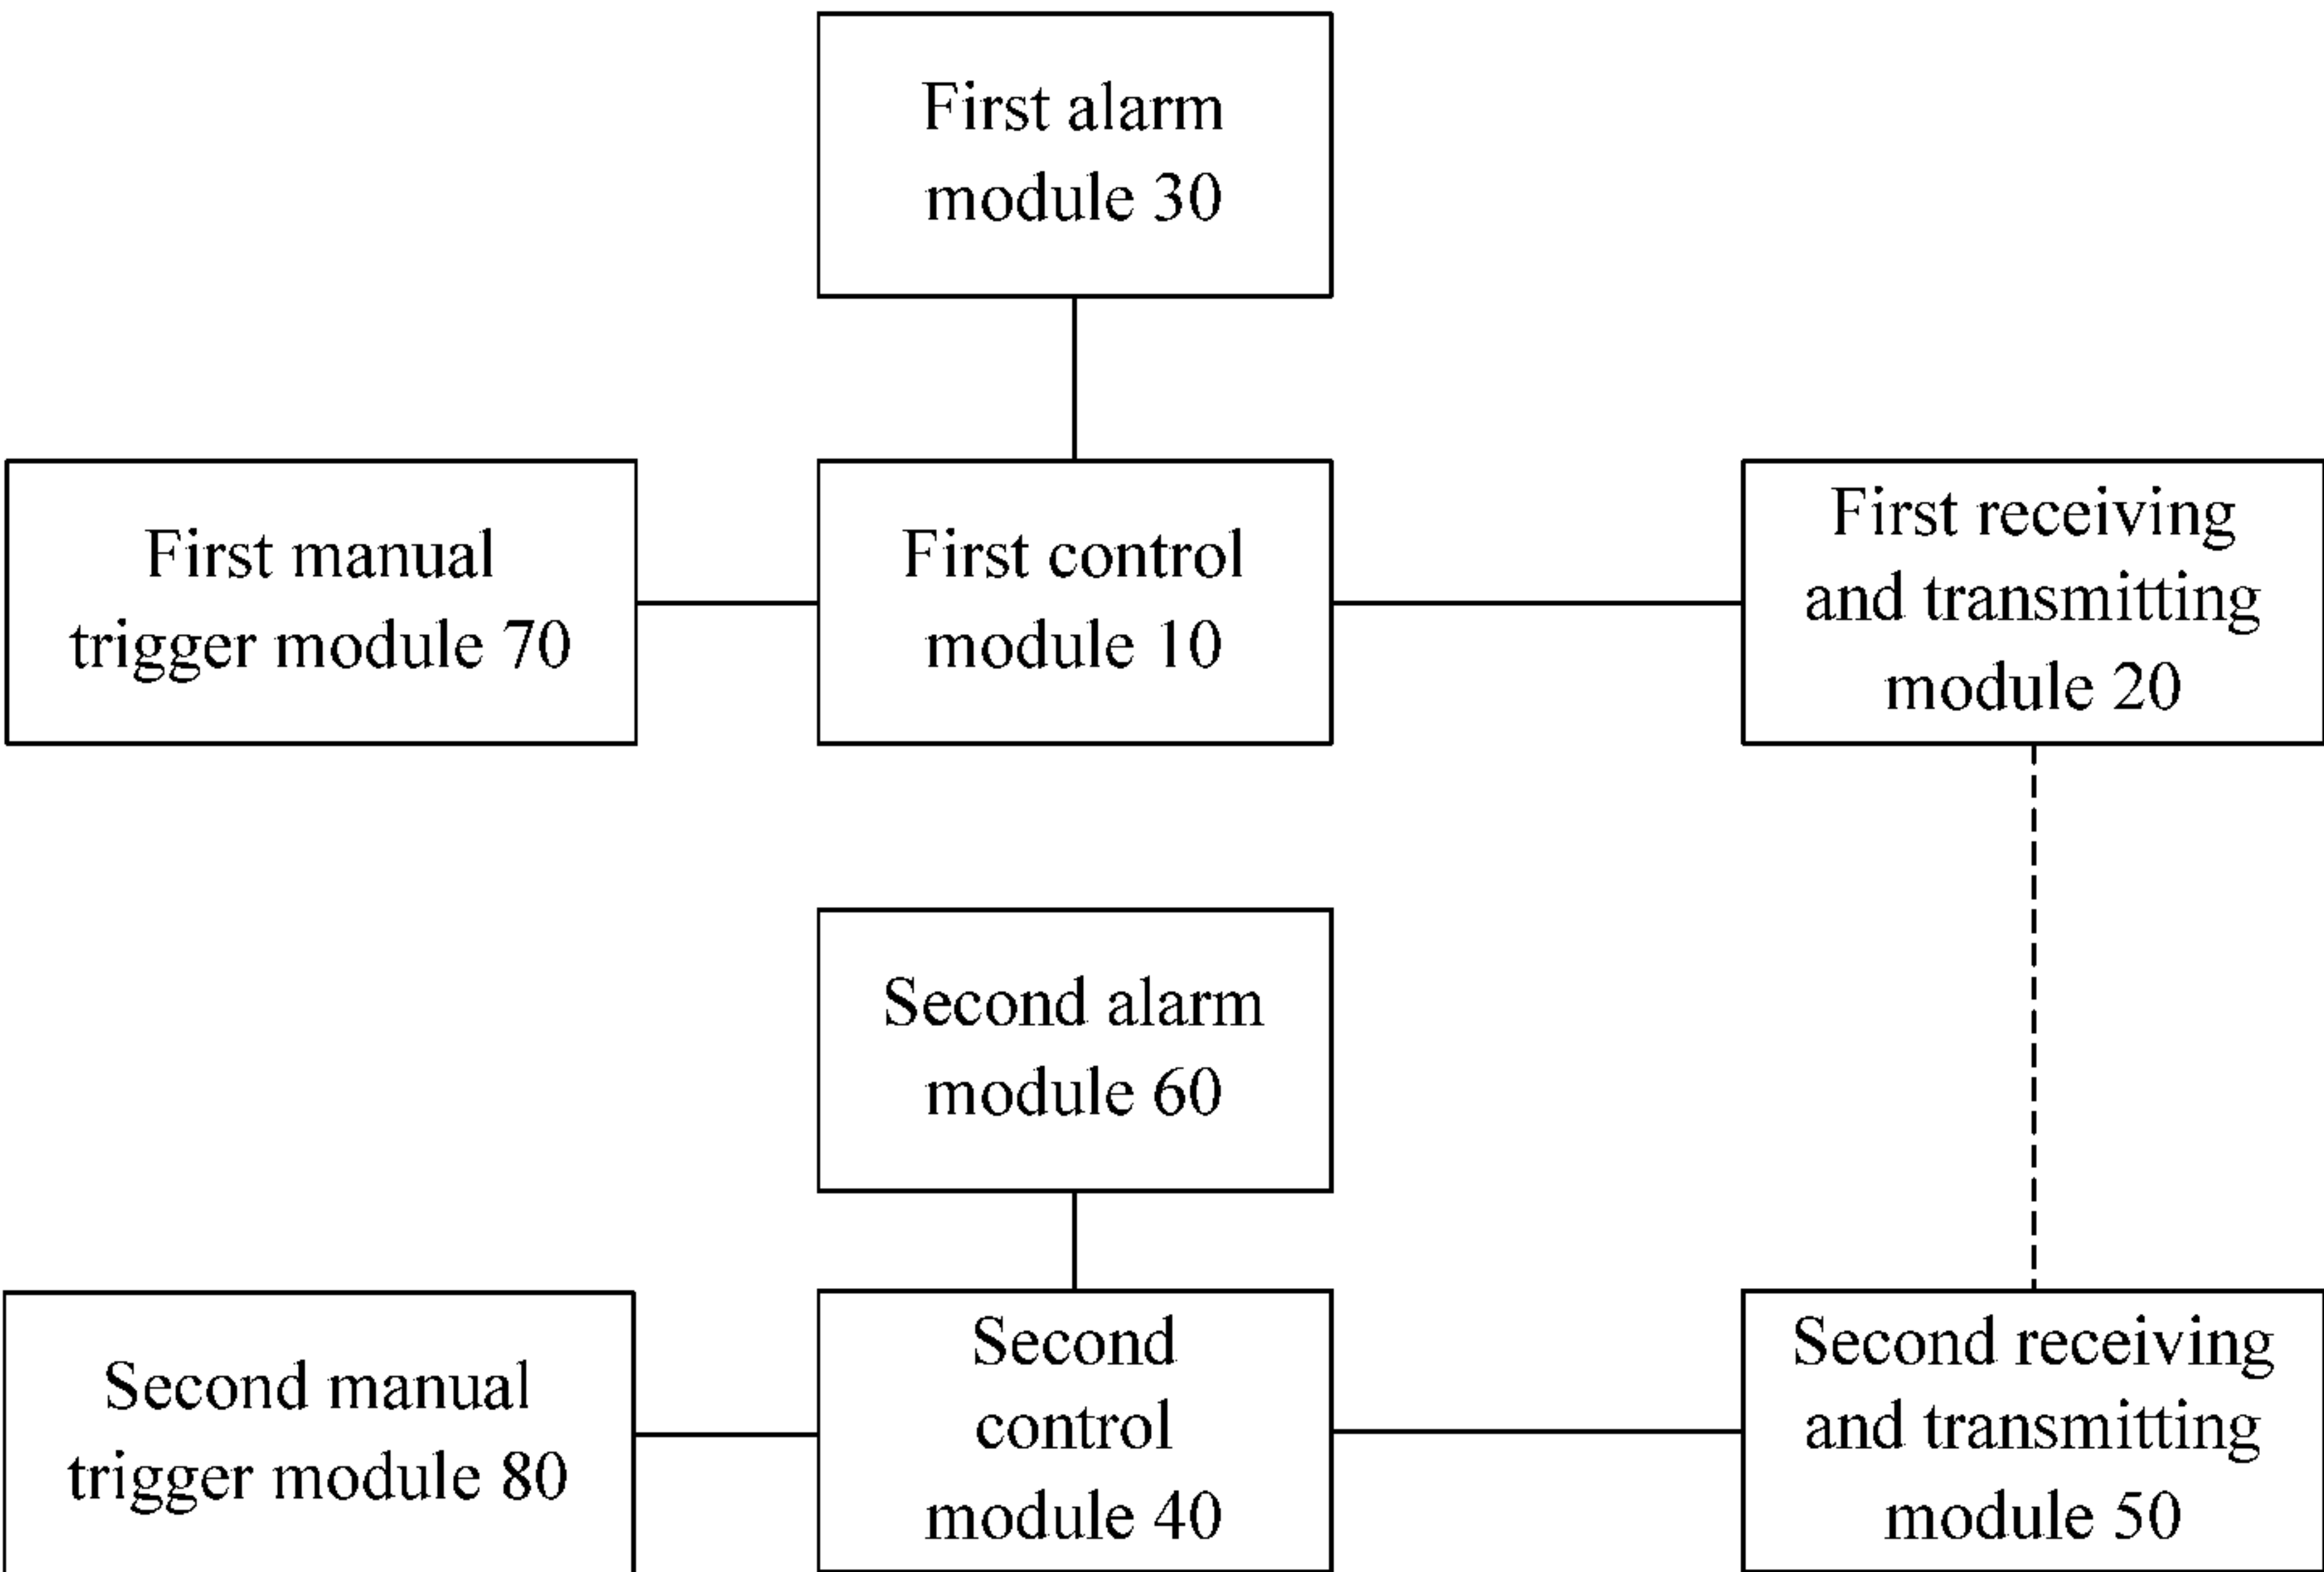 First alarm
module 30
First manual
trigger module 70
First control
module 10
First receiving
and transmitting
module 20
Second alarm
module 60
Second manual
trigger module 80
Second
control
module 40
Second receiving
and transmitting
module 50